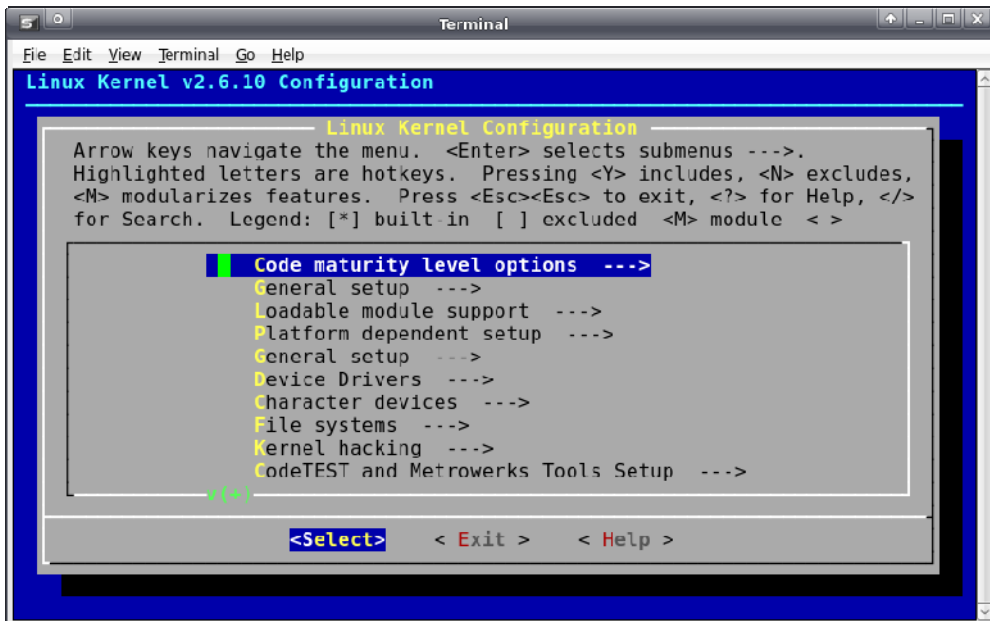 Terminal
File Edit View Terminal Go Help
Linux Kernel v2.6.10 Configuration
Linux Kernel Configuration
Arrow keys navigate the menu. <Enter> selects submenus --->.
Highlighted letters are hotkeys. Pressing <Y> includes, <N> excludes,
<M> modularizes features. Press <Esc><Esc> to exit, <?> for Help, </>
for Search. Legend: [*] built-in [ ] excluded <M> module < >
Code maturity level options --->
General setup --->
Loadable module support --->
Platform dependent setup --->
General setup --->
Device Drivers --->
Character devices --->
File systems --->
Kernel hacking --->
CodeTEST and Metrowerks Tools Setup --->
v(+)
<Select> < Exit > < Help >